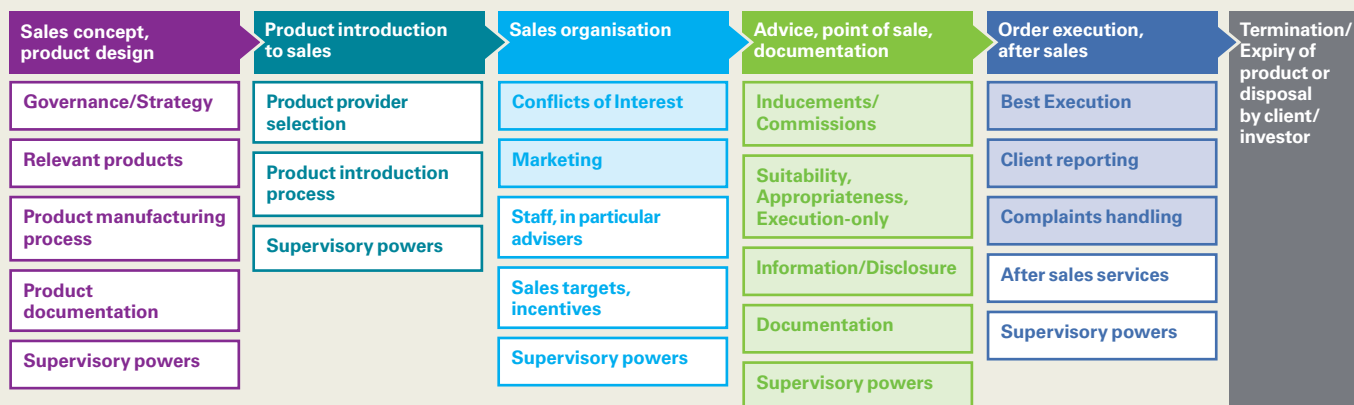 Sales concept,
product design
Governance/Strategy
Relevant products
Product manufacturing
process
Product
documentation
Supervisory powers
Product introduction
to sales
Product provider
selection
Product introduction
process
Supervisory powers
Sales organisation
Conflicts of Interest
Marketing
Staff, in particular
advisers
Sales targets,
incentives
Supervisory powers
Advice, point of sale,
documentation
Inducements/
Commissions
Suitability,
Appropriateness,
Execution-only
Information/Disclosure
Documentation
Supervisory powers
Order execution,
after sales
Best Execution
Client reporting
Complaints handling
After sales services
Supervisory powers
Termination/
Expiry of
product or
disposal
by client/
investor